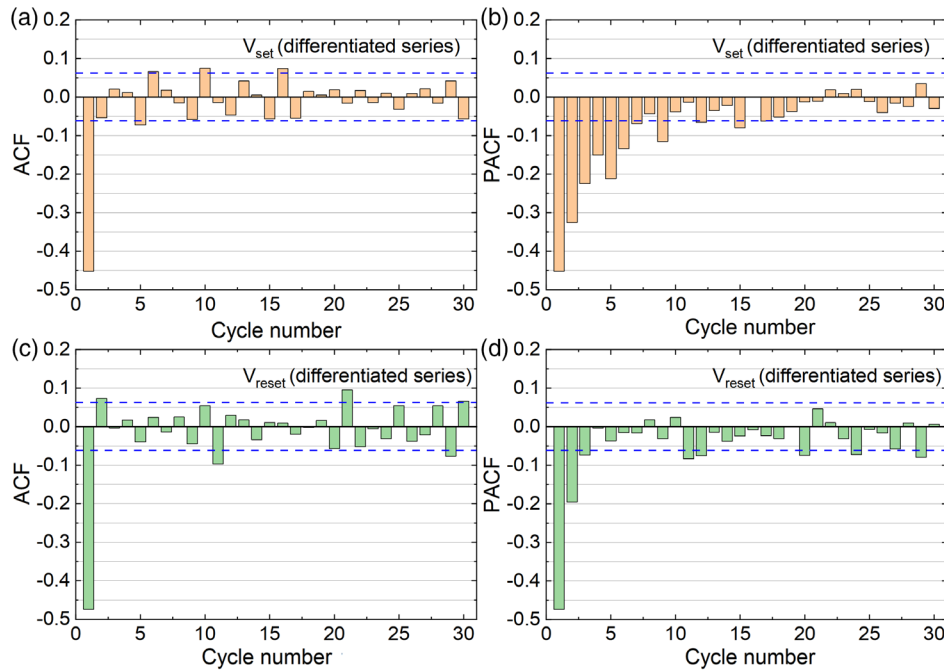 (a)
V_set (differentiated series)
ACF
0.2
0.1
0.0
-0.1
-0.2
-0.3
-0.4
-0.5
0 5 10 15 20 25 30
Cycle number
(b)
V_set (differentiated series)
PACF
0.2
0.1
0.0
-0.1
-0.2
-0.3
-0.4
-0.5
0 5 10 15 20 25 30
Cycle number
(c)
V_reset (differentiated series)
ACF
0.2
0.1
0.0
-0.1
-0.2
-0.3
-0.4
-0.5
0 5 10 15 20 25 30
Cycle number
(d)
V_reset (differentiated series)
PACF
0.2
0.1
0.0
-0.1
-0.2
-0.3
-0.4
-0.5
0 5 10 15 20 25 30
Cycle number